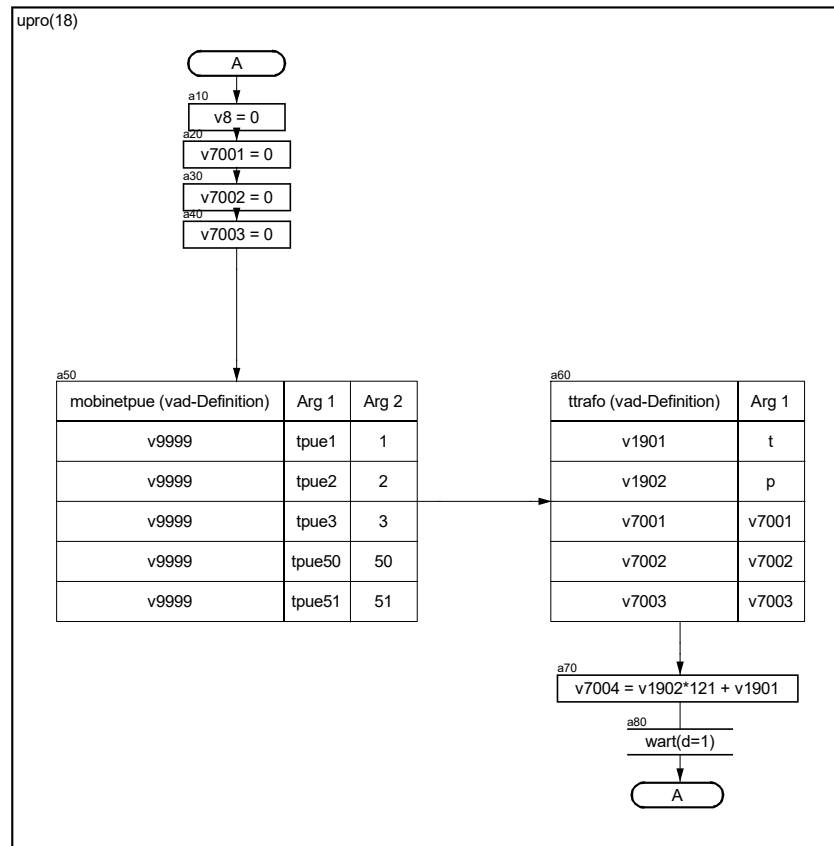 upro(18)
A
a10
v8 = 0
a20
v7001 = 0
a30
v7002 = 0
a40
v7003 = 0
a50
mobinetpue (vad-Definition) Arg 1 Arg 2
v9999 tpue1 1
v9999 tpue2 2
v9999 tpue3 3
v9999 tpue50 50
v9999 tpue51 51
a60
ttrafo (vad-Definition) Arg 1
v1901 t
v1902 p
v7001 v7001
v7002 v7002
v7003 v7003
a70
v7004 = v1902*121 + v1901
a80
wart(d=1)
A